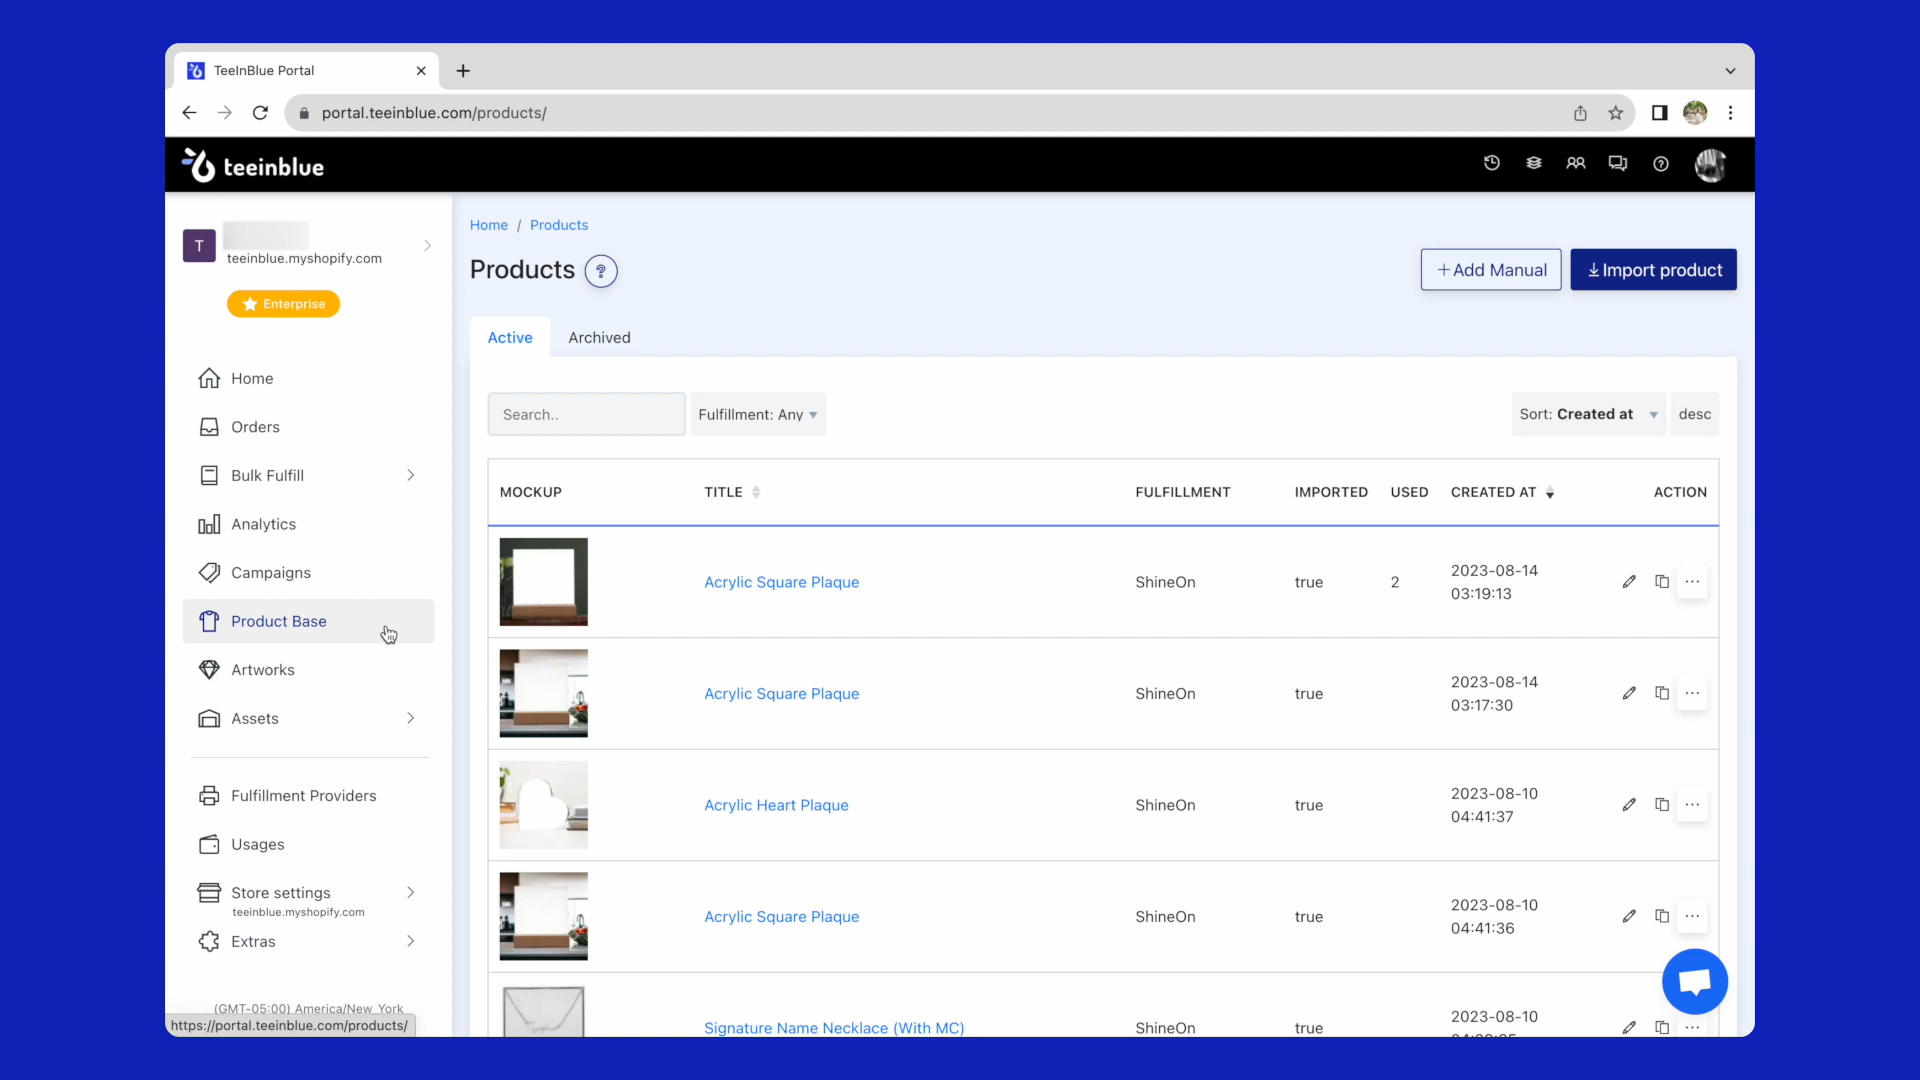 TeeInBlue Portal
portal.teeinblue.com/products/
teeinblue
T
teeinblue.myshopify.com
Enterprise
Home
Orders
Bulk Fulfill
Analytics
Campaigns
Product Base
Artworks
Assets
Fulfillment Providers
Usages
Store settings
teeinblue.myshopify.com
Extras
(GMT-05:00) America/New_York
https://portal.teeinblue.com/products/
Home / Products
Products ?
+Add Manual
Import product
Active Archived
Search..
Fulfillment: Any
Sort: Created at
desc
MOCKUP TITLE FULFILLMENT IMPORTED USED CREATED AT ACTION
Acrylic Square Plaque ShineOn true 2 2023-08-14
03:19:13
Acrylic Square Plaque ShineOn true 2023-08-14
03:17:30
Acrylic Heart Plaque ShineOn true 2023-08-10
04:41:37
Acrylic Square Plaque ShineOn true 2023-08-10
04:41:36
Signature Name Necklace (With MC) ShineOn true 2023-08-10